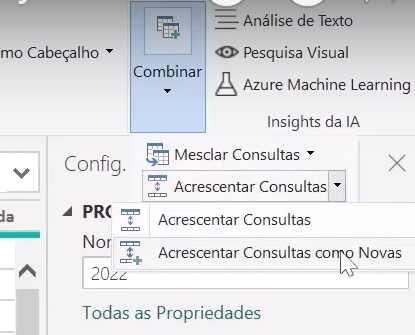 Análise de Texto
mo Cabeçalho
Pesquisa Visual
Combinar
Azure Machine Learning
Insights da IA
Config.
Mesclar Consultas
Acrescentar Consultas
da
PRO
Acrescentar Consultas
Nor
Acrescentar Consultas como Novas
2022
Todas as Propriedades